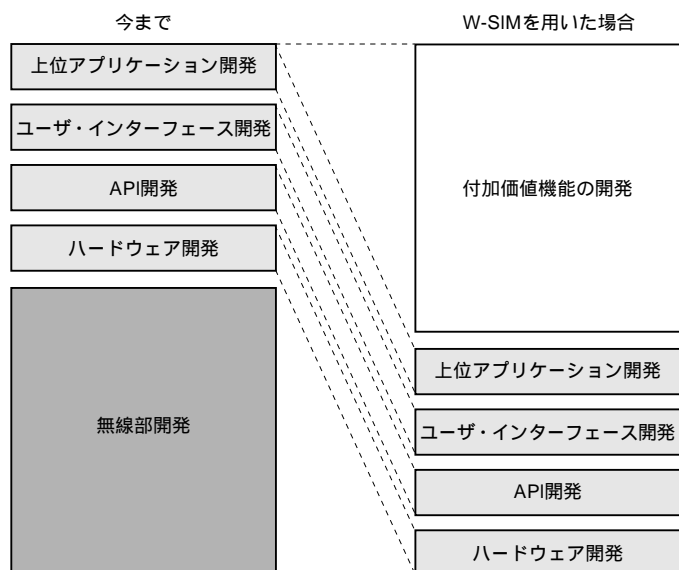 今まで
上位アプリケーション開発
ユーザ・インターフェース開発
API開発
ハードウェア開発
無線部開発
W-SIMを用いた場合
付加価値機能の開発
上位アプリケーション開発
ユーザ・インターフェース開発
API開発
ハードウェア開発